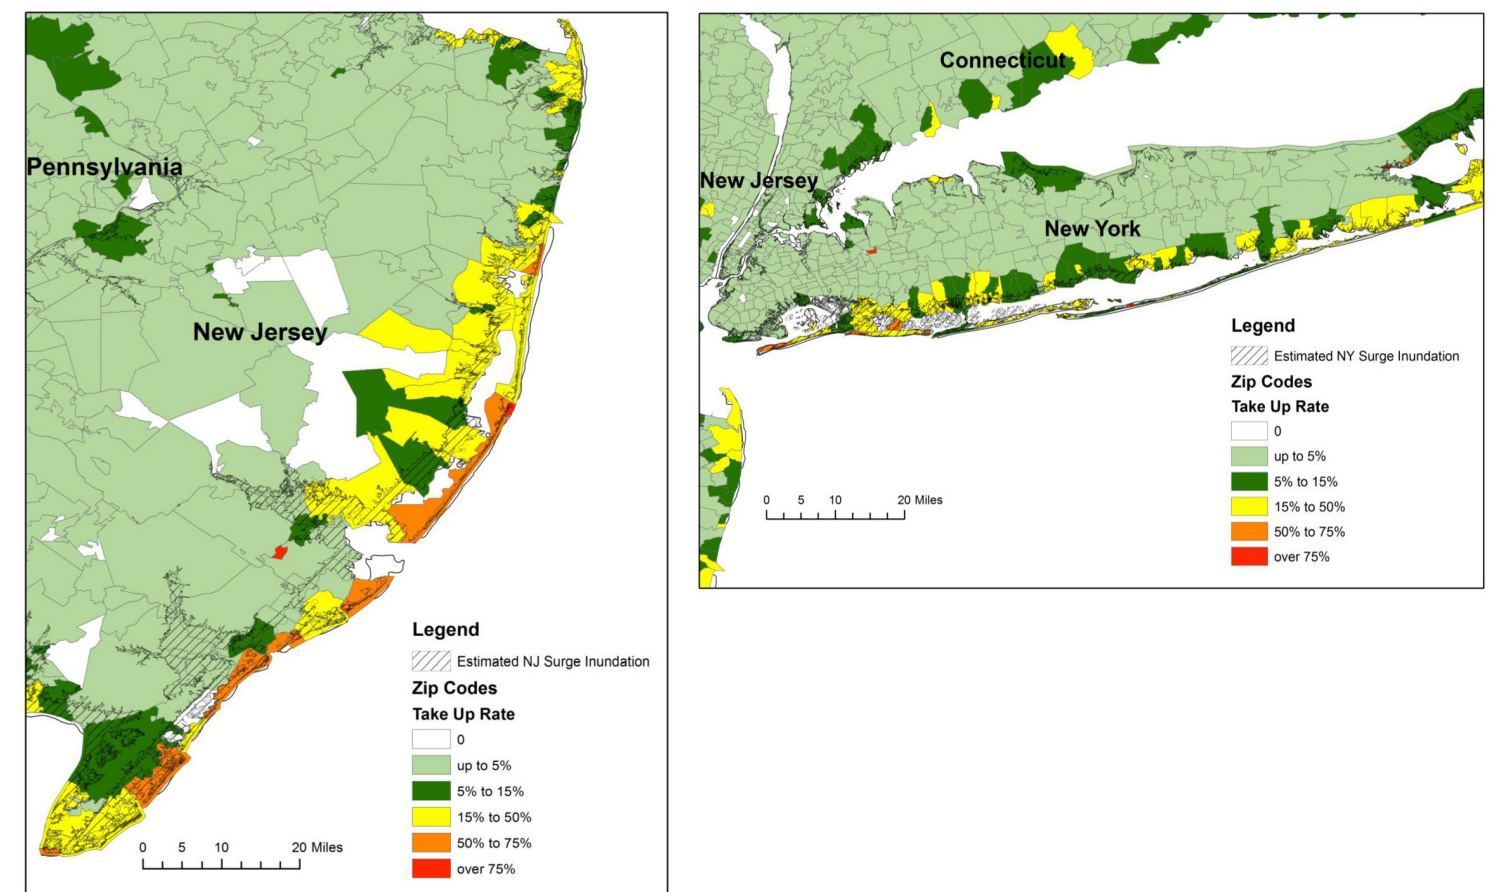 Pennsylvania
New Jersey
Legend
Estimated NJ Surge Inundation
Zip Codes
Take Up Rate
0
up to 5%
5% to 15%
15% to 50%
50% to 75%
over 75%
0 5 10 20 Miles
Connecticut
New Jersey
New York
Legend
Estimated NY Surge Inundation
Zip Codes
Take Up Rate
0
up to 5%
5% to 15%
15% to 50%
50% to 75%
over 75%
0 5 10 20 Miles